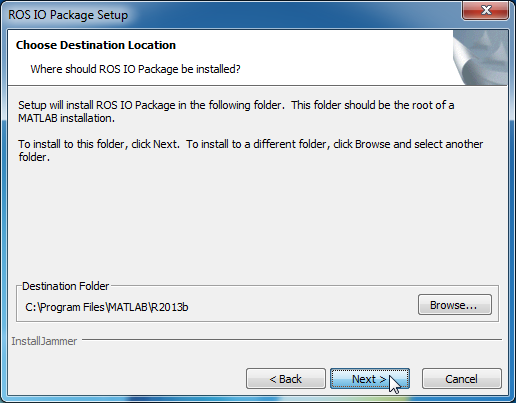 ROS IO Package Setup
Choose Destination Location
Where should ROS IO Package be installed?
Setup will install ROS IO Package in the following folder.  This folder should be the root of a
MATLAB installation.
To install to this folder, click Next.  To install to a different folder, click Browse and select another
folder.
Destination Folder
C:\Program Files\MATLAB\R2013b
Browse...
InstallJammer
< Back
Next >
Cancel